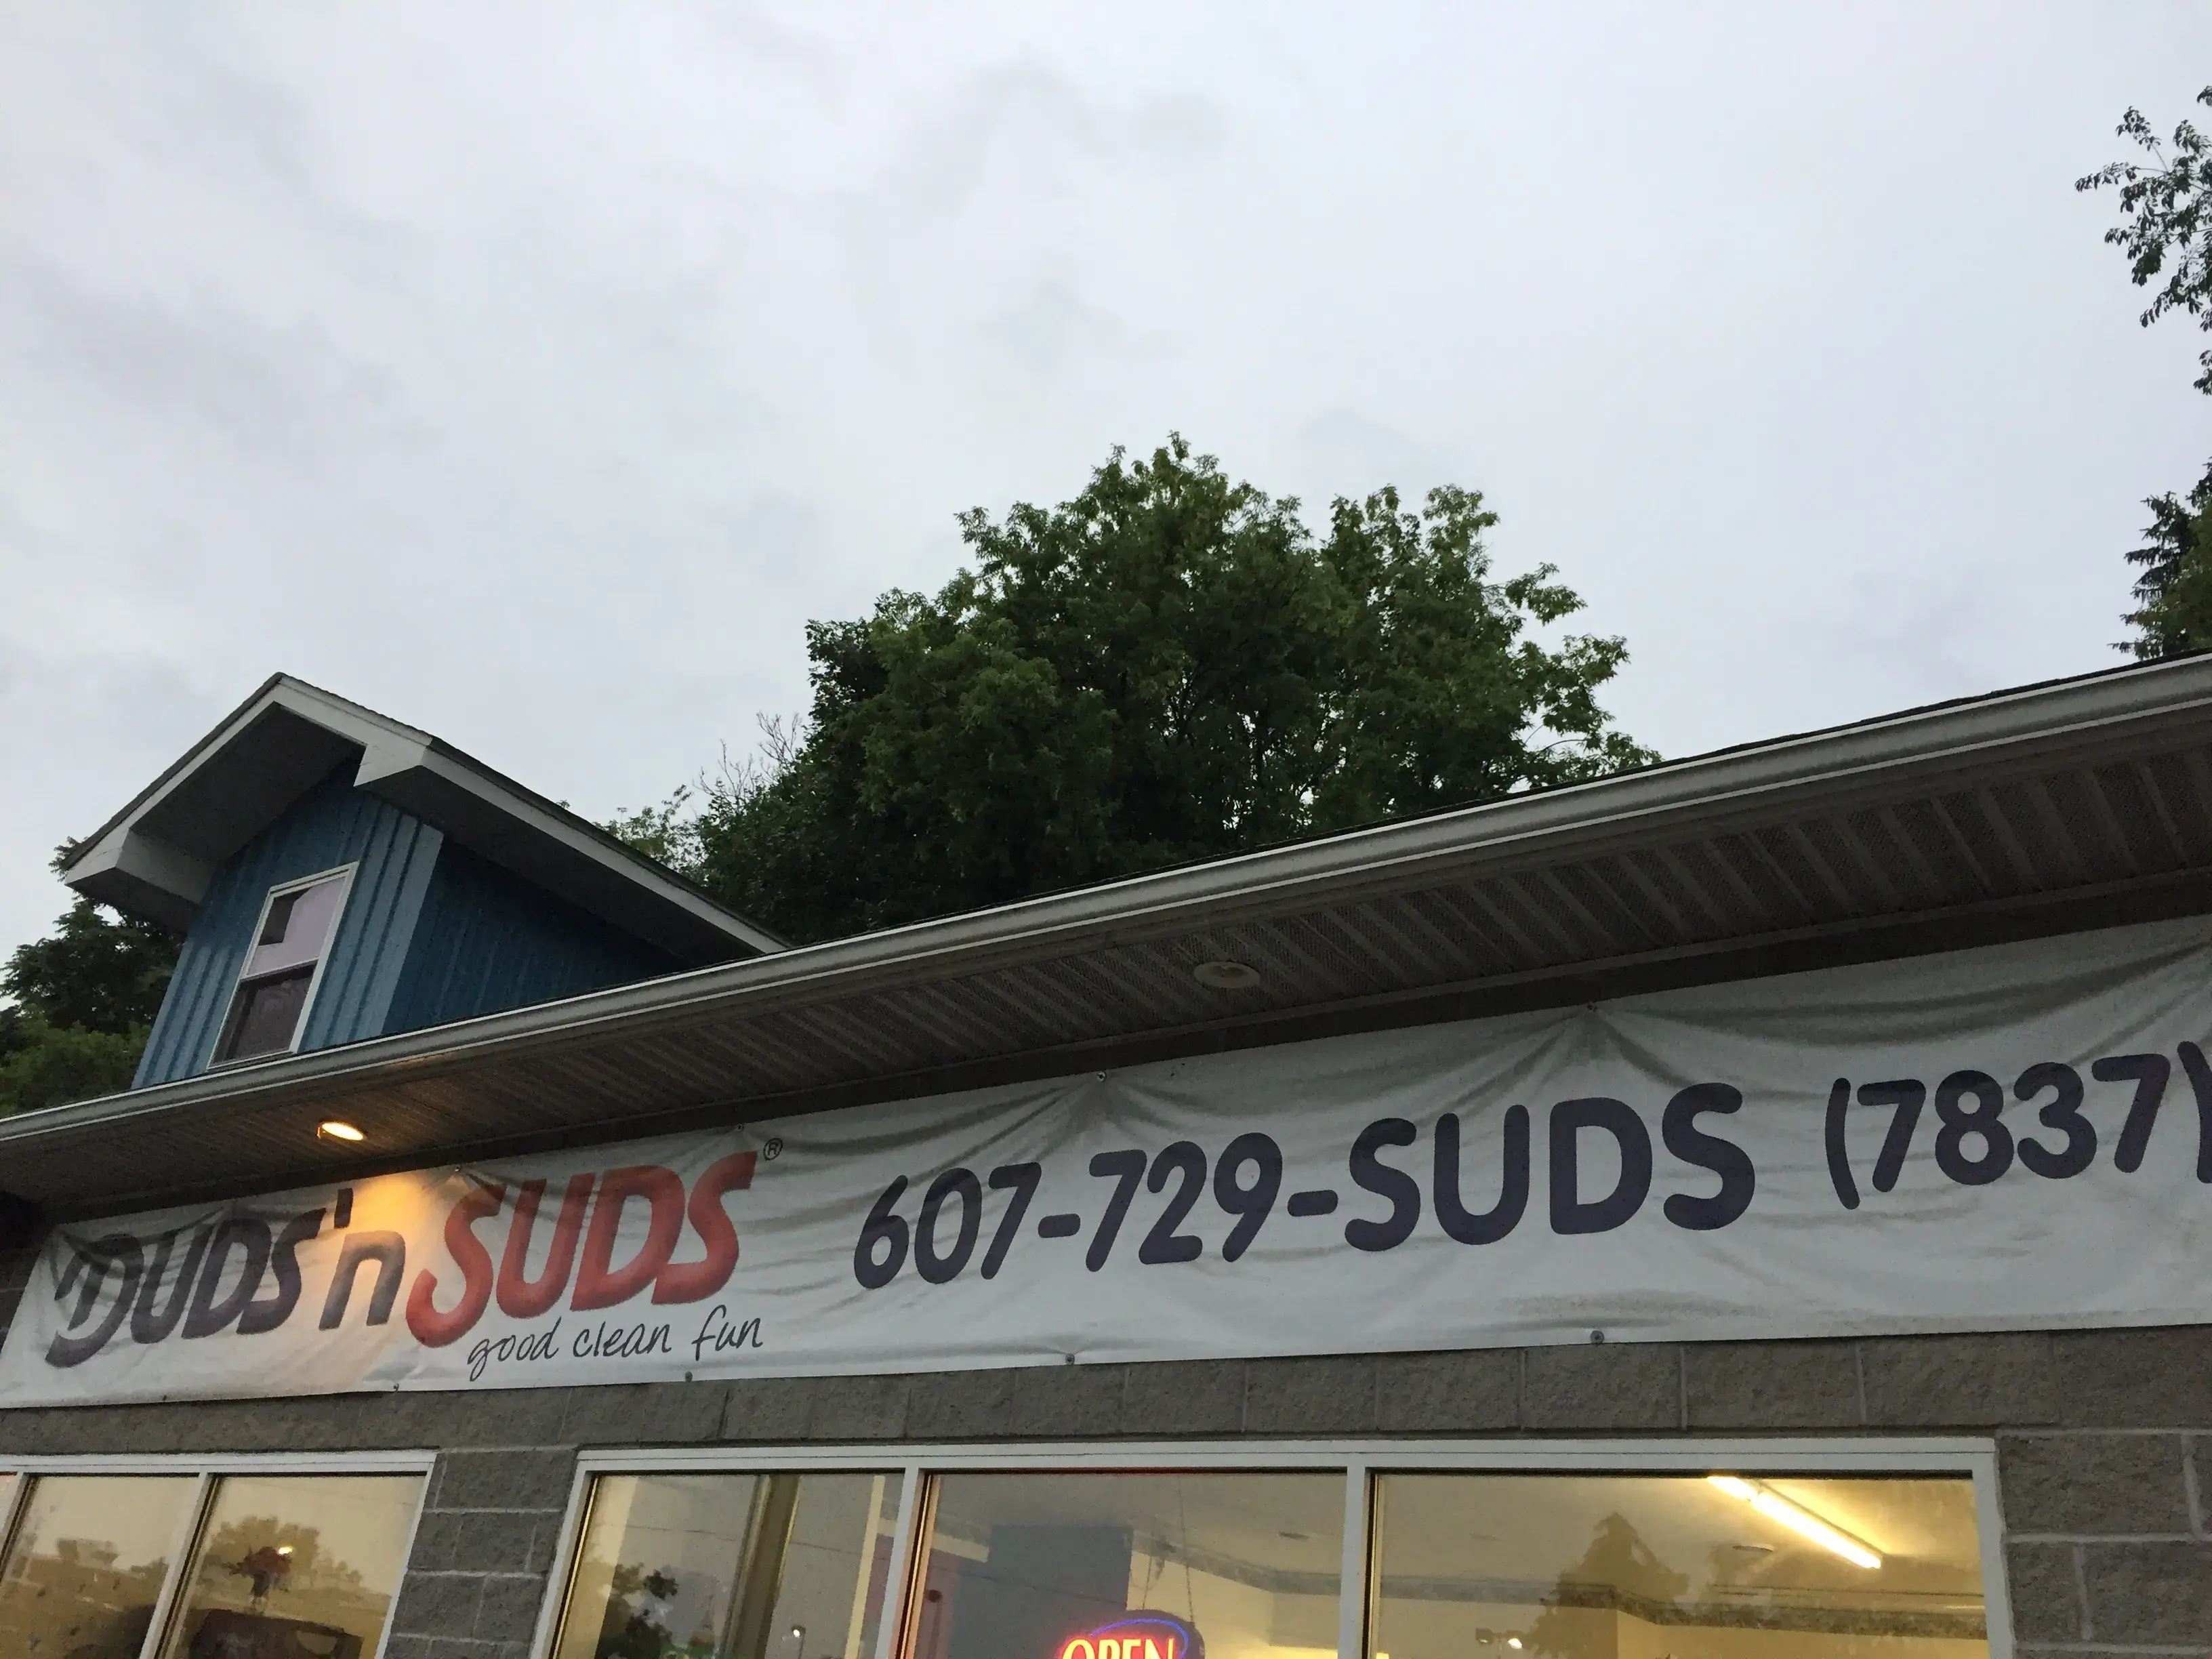 DUDS 'n SUDS®
good clean fun
607-729-SUDS (7837)
OPEN